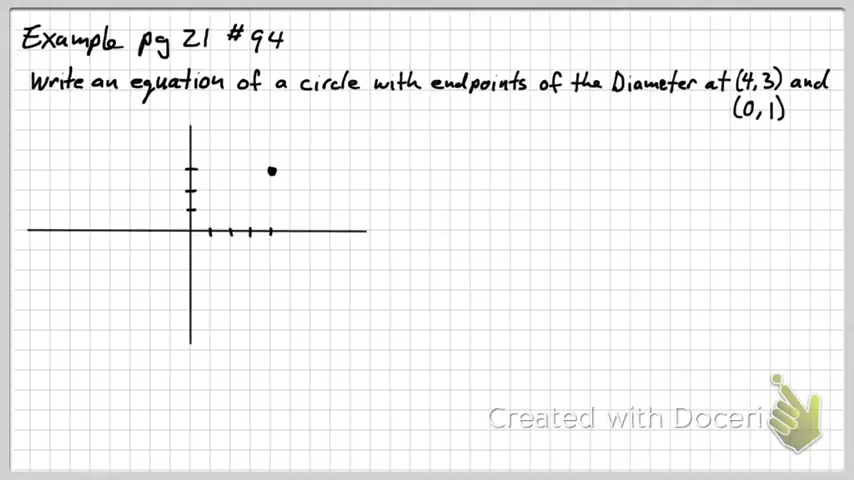 Example pg 21 # 94
Write an equation of a circle with endpoints of the Diameter at (4,3) and
(0,1)
Created with Doceri